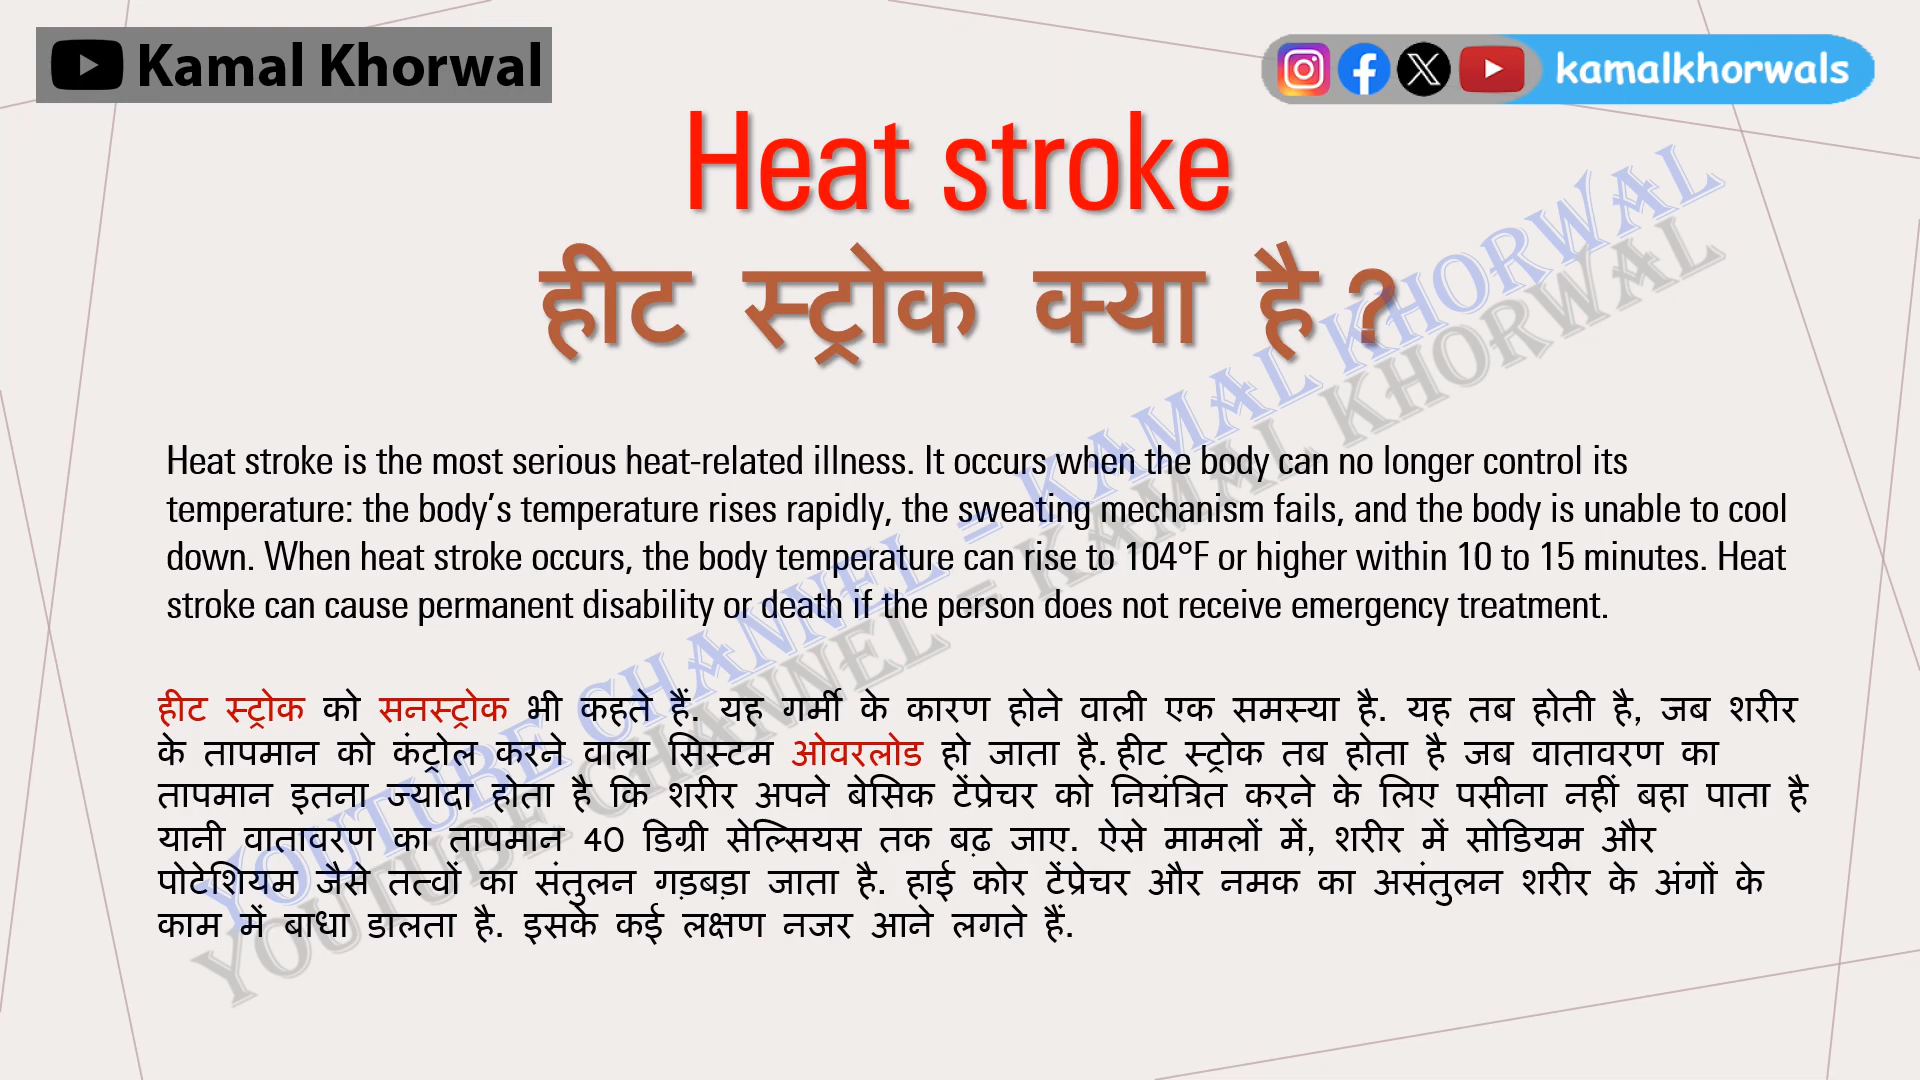 Kamal Khorwal
kamalkhorwals
Heat stroke
हीट स्ट्रोक क्या है ?
Heat stroke is the most serious heat-related illness. It occurs when the body can no longer control its
temperature: the body’s temperature rises rapidly, the sweating mechanism fails, and the body is unable to cool
down. When heat stroke occurs, the body temperature can rise to 104°F or higher within 10 to 15 minutes. Heat
stroke can cause permanent disability or death if the person does not receive emergency treatment.
हीट स्ट्रोक को सनस्ट्रोक भी कहते हैं. यह गर्मी के कारण होने वाली एक समस्या है. यह तब होती है, जब शरीर
के तापमान को कंट्रोल करने वाला सिस्टम ओवरलोड हो जाता है. हीट स्ट्रोक तब होता है जब वातावरण का
तापमान इतना ज्यादा होता है कि शरीर अपने बेसिक टेंप्रेचर को नियंत्रित करने के लिए पसीना नहीं बहा पाता है
यानी वातावरण का तापमान 40 डिग्री सेल्सियस तक बढ़ जाए. ऐसे मामलों में, शरीर में सोडियम और
पोटेशियम जैसे तत्वों का संतुलन गड़बड़ा जाता है. हाई कोर टेंप्रेचर और नमक का असंतुलन शरीर के अंगों के
काम में बाधा डालता है. इसके कई लक्षण नजर आने लगते हैं.
YOUTUBE CHANNEL = KAMAL KHORWAL